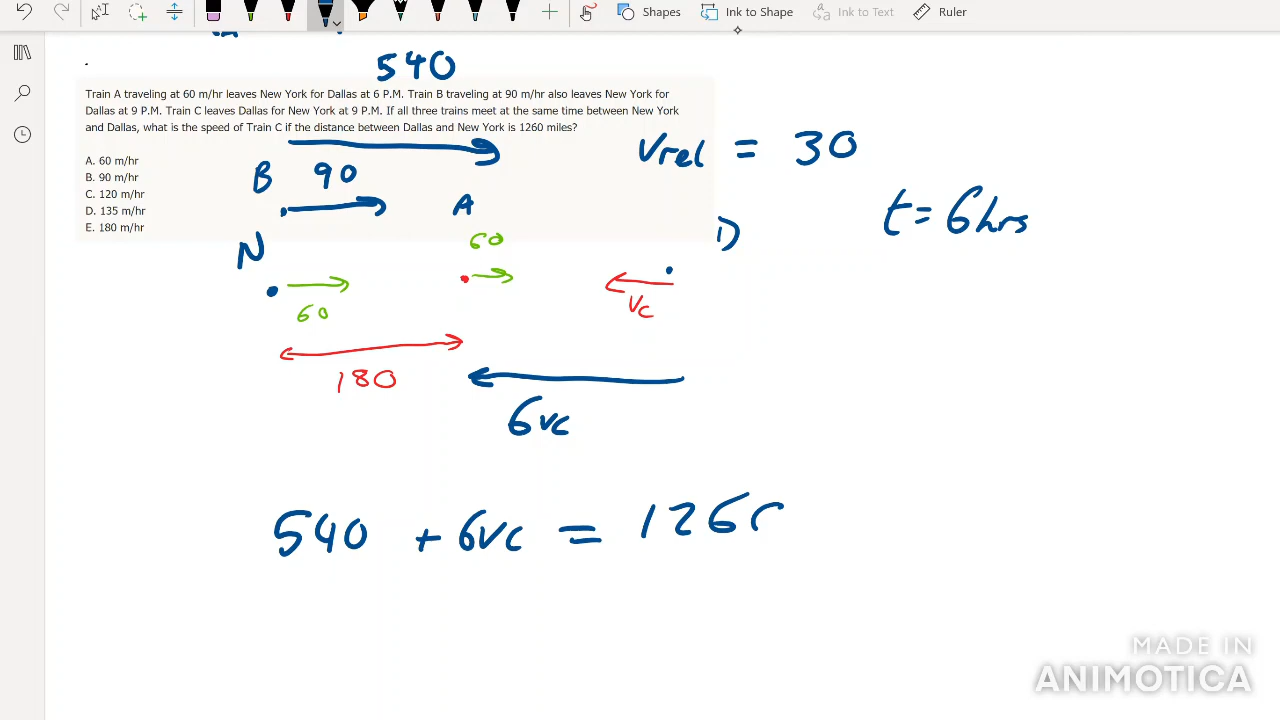 Shapes Ink to Shape Ink to Text Ruler
540
Train A traveling at 60 m/hr leaves New York for Dallas at 6 P.M. Train B traveling at 90 m/hr also leaves New York for
Dallas at 9 P.M. Train C leaves Dallas for New York at 9 P.M. If all three trains meet at the same time between New York
and Dallas, what is the speed of Train C if the distance between Dallas and New York is 1260 miles?
A. 60 m/hr
B. 90 m/hr
C. 120 m/hr
D. 135 m/hr
E. 180 m/hr
Vrel = 30
B 90
A
t = 6hrs
N
60
D
60
Vc
180
6vc
540 + 6vc = 126
MADE IN
ANIMOTICA